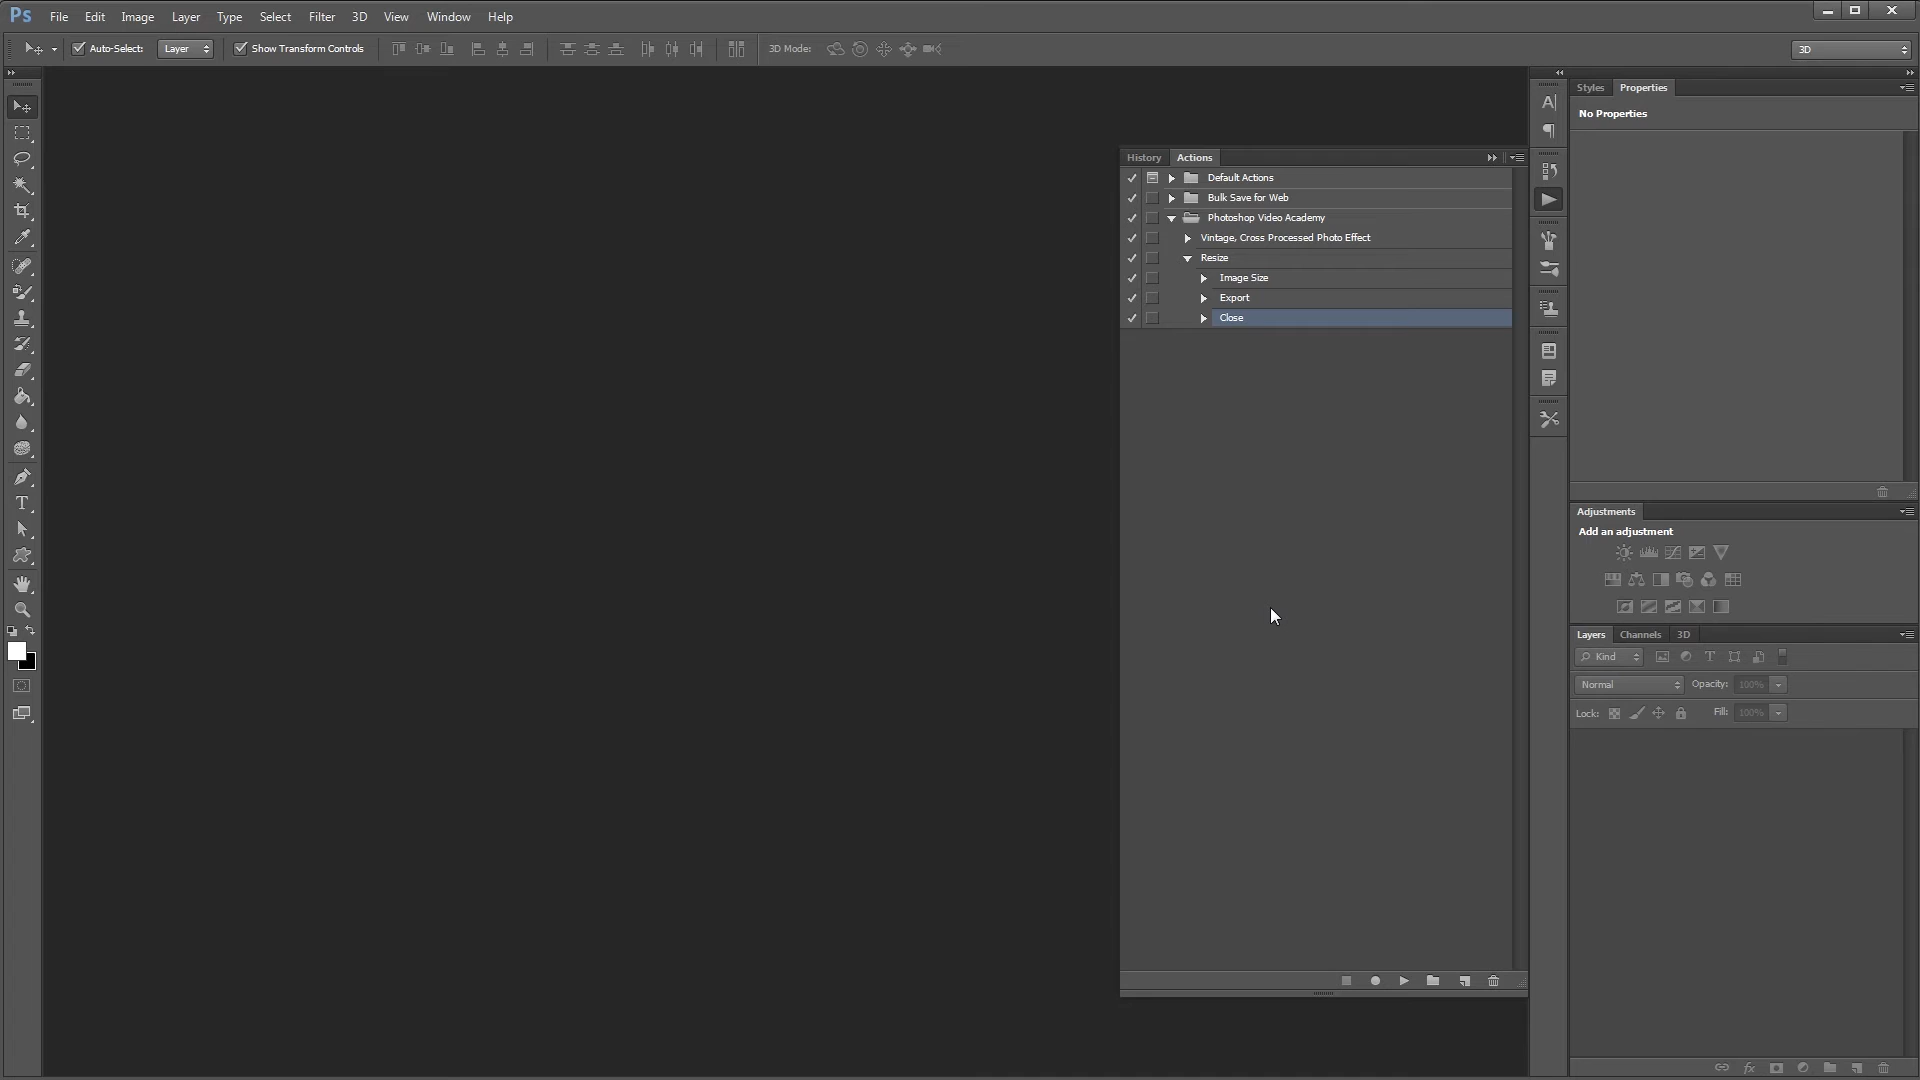 Ps File Edit Image Layer Type Select Filter 3D View Window Help
Auto-Select: Layer Show Transform Controls 3D Mode: 3D
Styles Properties
No Properties
History Actions
Default Actions
Bulk Save for Web
Photoshop Video Academy
Vintage, Cross Processed Photo Effect
Resize
Image Size
Export
Close
Adjustments
Add an adjustment
Layers Channels 3D
Kind
Normal Opacity: 100%
Lock: Fill: 100%